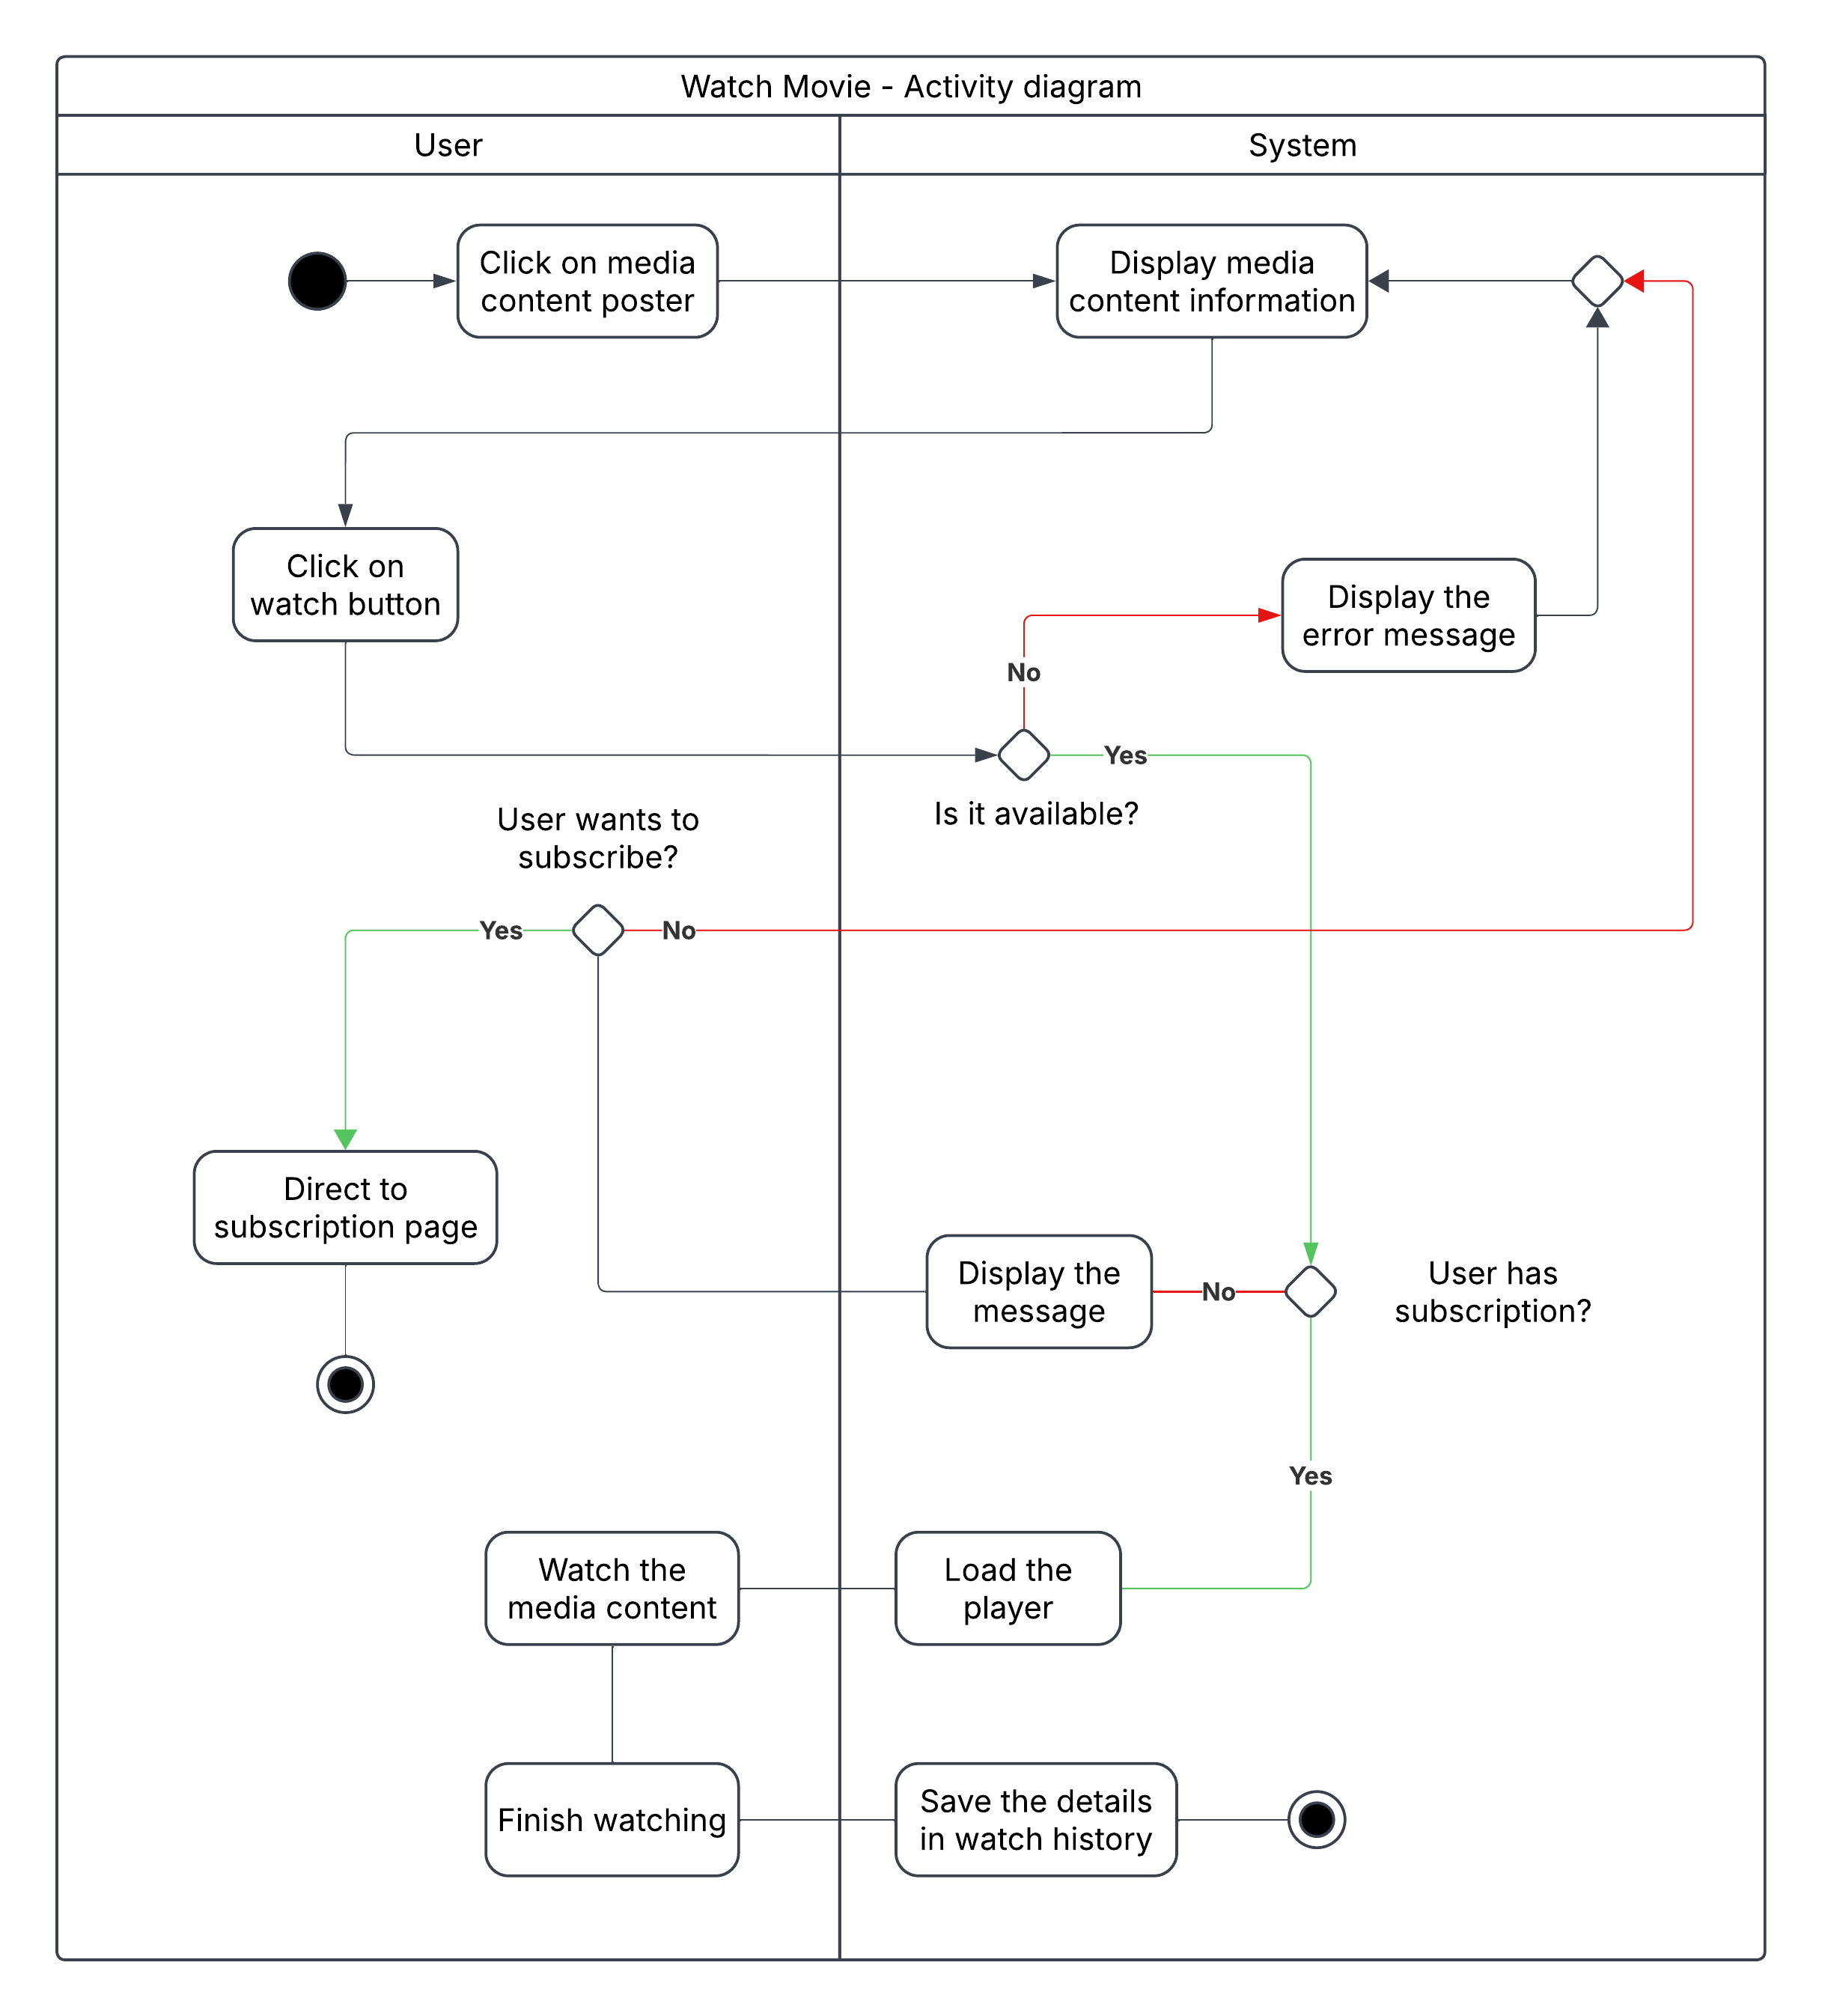 Watch Movie - Activity diagram
User
System
Click on media
content poster
Display media
content information
Click on
watch button
Display the
error message
No
Yes
Is it available?
User wants to
subscribe?
Yes
No
Direct to
subscription page
Display the
message
No
User has
subscription?
Yes
Watch the
media content
Load the
player
Finish watching
Save the details
in watch history